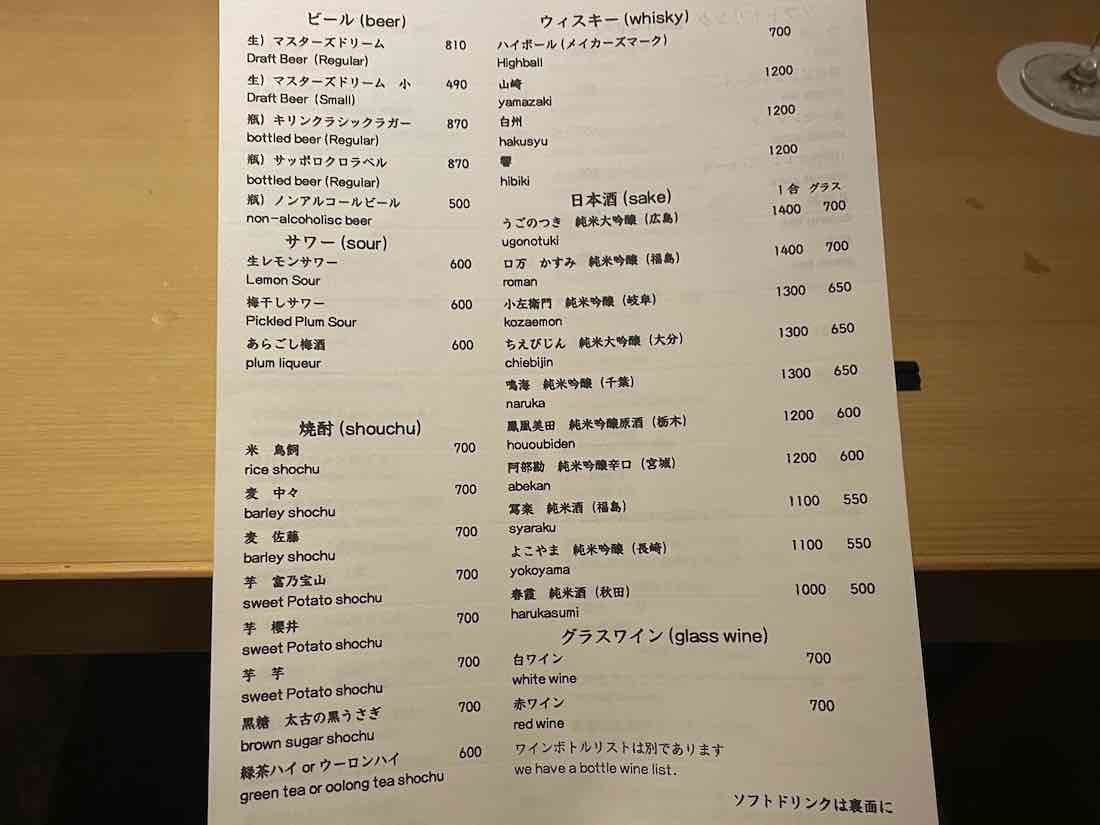 ビール (beer)
生）マスターズドリーム 810
Draft Beer (Regular)
生）マスターズドリーム 小 490
Draft Beer (Small)
瓶）キリンクラシックラガー 870
bottled beer (Regular)
瓶）サッポロクロラベル 870
bottled beer (Regular)
瓶）ノンアルコールビール 500
non-alcoholisc beer
サワー (sour)
生レモンサワー 600
Lemon Sour
梅干しサワー 600
Pickled Plum Sour
あらごし梅酒 600
plum liqueur
焼酎 (shouchu)
米 鳥飼 700
rice shochu
麦 中々 700
barley shochu
麦 佐藤 700
barley shochu
芋 富乃宝山 700
sweet Potato shochu
芋 櫻井 700
sweet Potato shochu
芋 芋 700
sweet Potato shochu
黒糖 太古の黒うさぎ 700
brown sugar shochu
緑茶ハイ or ウーロンハイ 600
green tea or oolong tea shochu
ウィスキー (whisky)
ハイボール (メイカーズマーク) 700
Highball
山崎 1200
yamazaki
白州 1200
hakusyu
響 1200
hibiki
日本酒 (sake) 1合 グラス
うごのつき 純米大吟醸（広島） 1400 700
ugonotuki
ロ万 かすみ 純米吟醸（福島） 1400 700
roman
小左衛門 純米吟醸（岐阜） 1300 650
kozaemon
ちえびじん 純米大吟醸（大分） 1300 650
chiebijin
鳴海 純米吟醸（千葉） 1300 650
naruka
鳳凰美田 純米吟醸原酒（栃木） 1200 600
hououbiden
阿部勘 純米吟醸辛口（宮城） 1200 600
abekan
冩楽 純米酒（福島） 1100 550
syaraku
よこやま 純米吟醸（長崎） 1100 550
yokoyama
春霞 純米酒（秋田） 1000 500
harukasumi
グラスワイン (glass wine)
白ワイン 700
white wine
赤ワイン 700
red wine
ワインボトルリストは別であります
we have a bottle wine list.
ソフトドリンクは裏面に